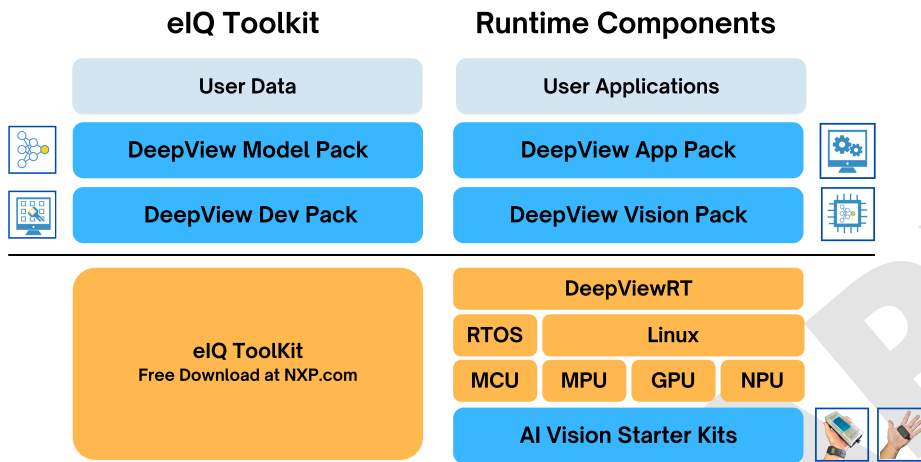 eIQ Toolkit
Runtime Components
User Data
User Applications
DeepView Model Pack
DeepView App Pack
DeepView Dev Pack
DeepView Vision Pack
eIQ ToolKit
Free Download at NXP.com
DeepViewRT
RTOS
Linux
MCU
MPU
GPU
NPU
AI Vision Starter Kits